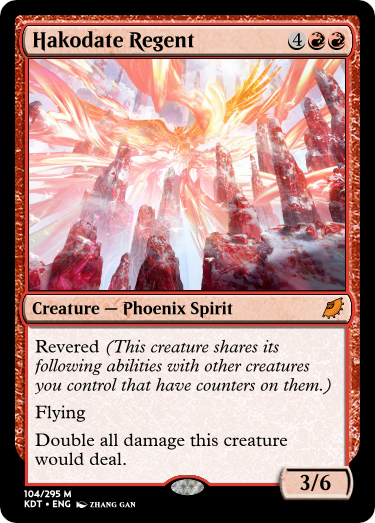 Hakodate Regent 4
Creature — Phoenix Spirit
Revered (This creature shares its
following abilities with other creatures
you control that have counters on them.)
Flying
Double all damage this creature
would deal.
3/6
104/295 M
KDT • ENG ZHANG GAN